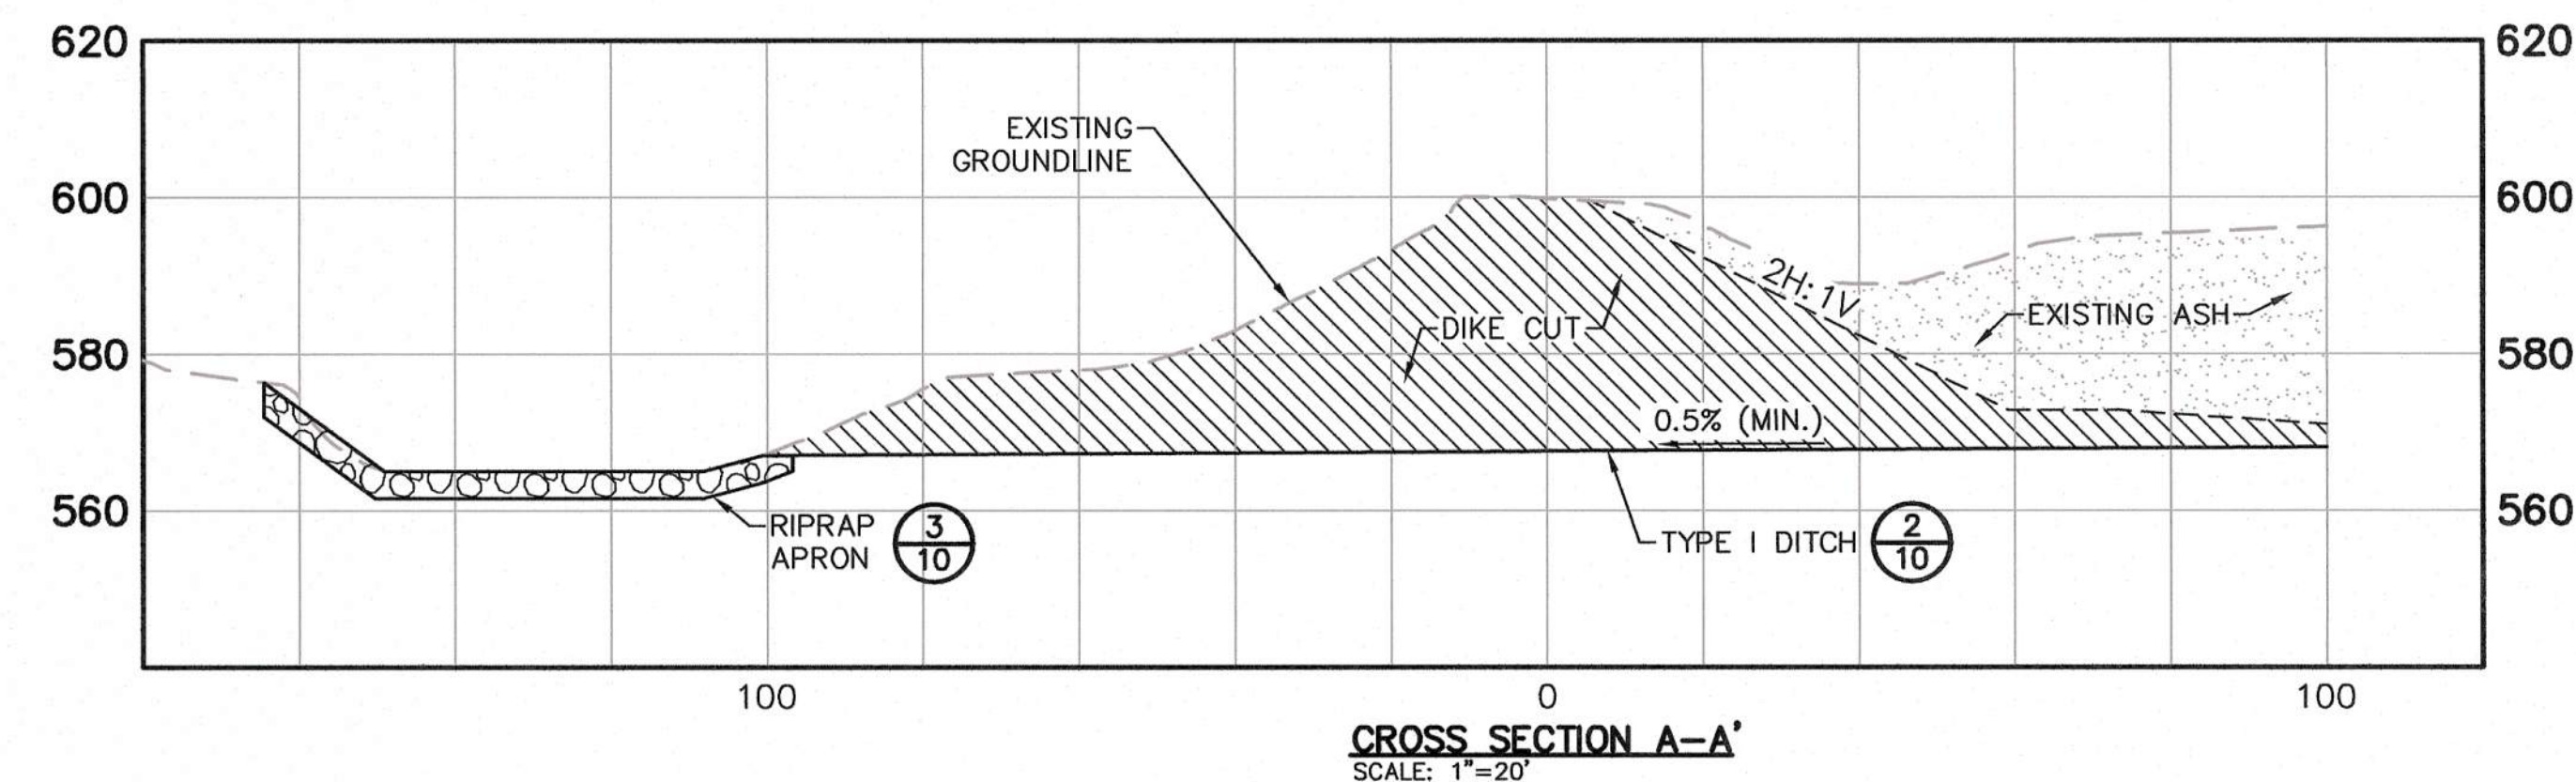 620
620
EXISTING
GROUNDLINE
600
600
2H:1V
DIKE CUT
EXISTING ASH
580
580
0.5% (MIN.)
560
560
RIPRAP
APRON
3
10
TYPE I DITCH
2
10
100
0
100
CROSS SECTION A-A'
SCALE: 1"=20'